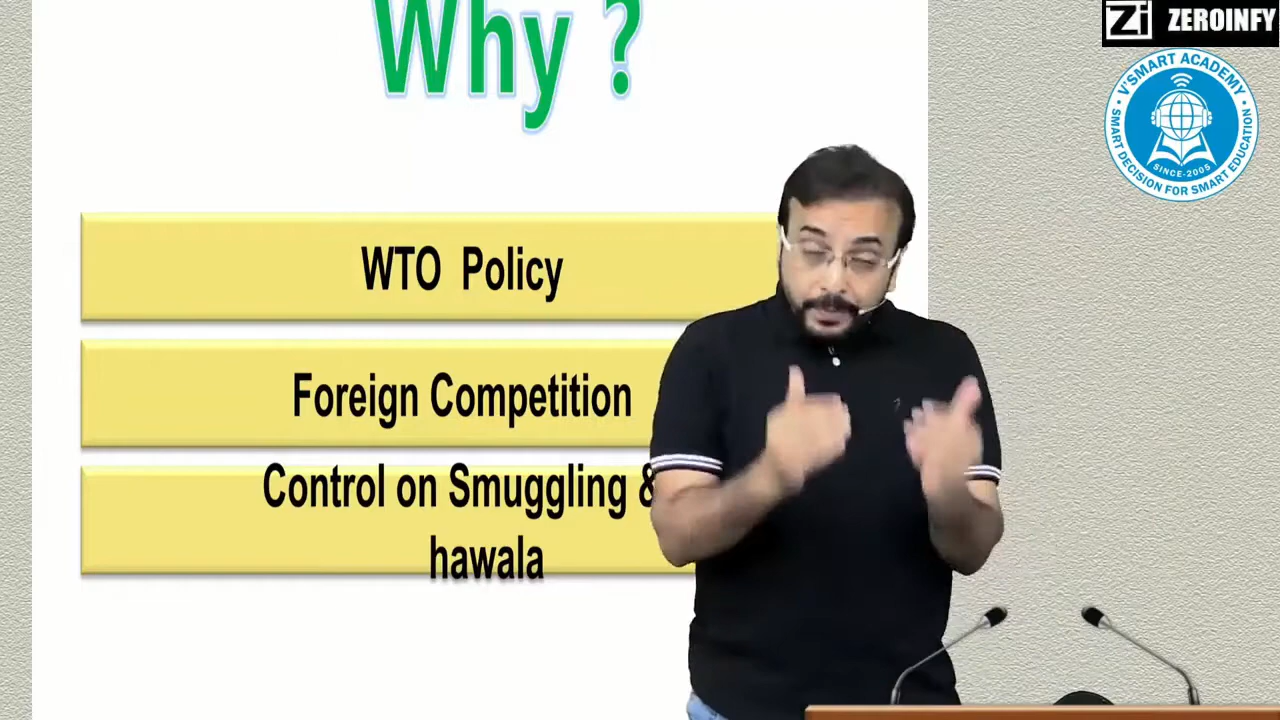 Why ?
Zi ZEROINFY
V'SMART ACADEMY
SMART DECISION FOR SMART EDUCATION
SINCE-2005
WTO Policy
Foreign Competition
Control on Smuggling &
hawala